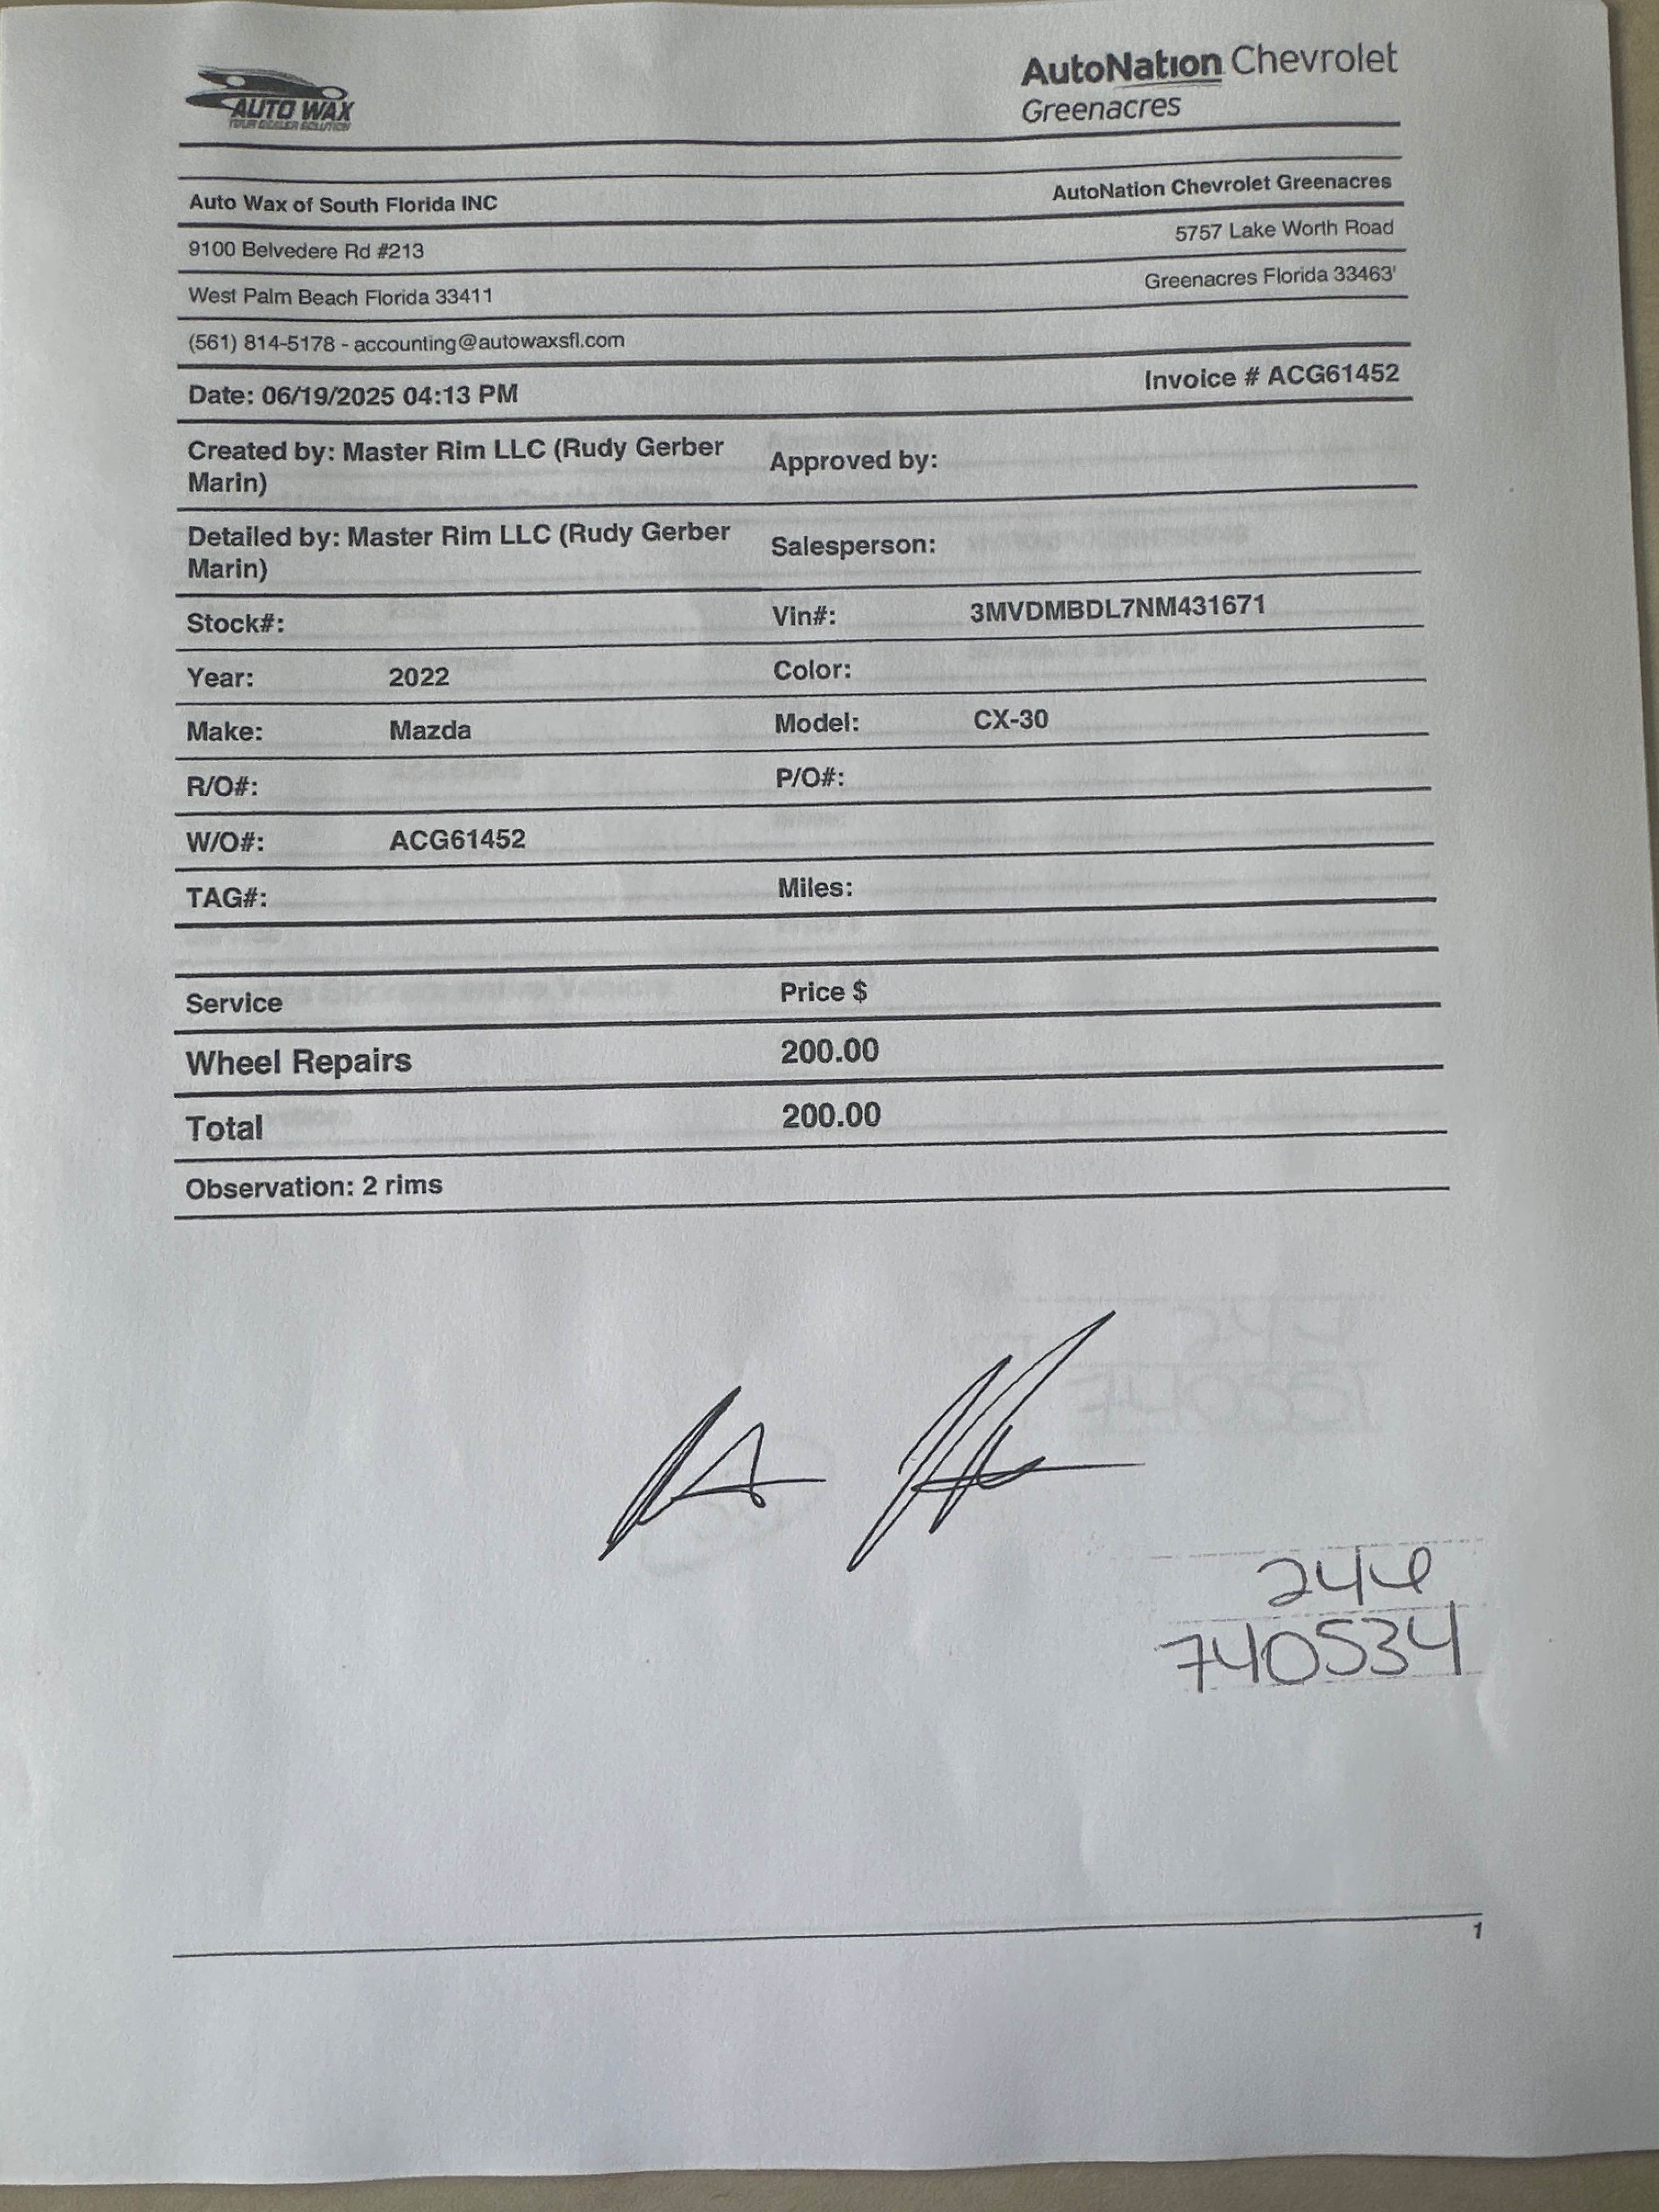 AUTO WAX
YOUR DEALER SOLUTION
AutoNation Chevrolet
Greenacres
Auto Wax of South Florida INC
AutoNation Chevrolet Greenacres
9100 Belvedere Rd #213
5757 Lake Worth Road
West Palm Beach Florida 33411
Greenacres Florida 33463'
(561) 814-5178 - accounting@autowaxsfl.com
Date: 06/19/2025 04:13 PM
Invoice # ACG61452
Created by: Master Rim LLC (Rudy Gerber
Marin)
Approved by:
Detailed by: Master Rim LLC (Rudy Gerber
Marin)
Salesperson:
Stock#:
Vin#: 3MVDMBDL7NM431671
Year: 2022
Color:
Make: Mazda
Model: CX-30
R/O#:
P/O#:
W/O#: ACG61452
TAG#:
Miles:
Service Price $
Wheel Repairs 200.00
Total 200.00
Observation: 2 rims
740534
1